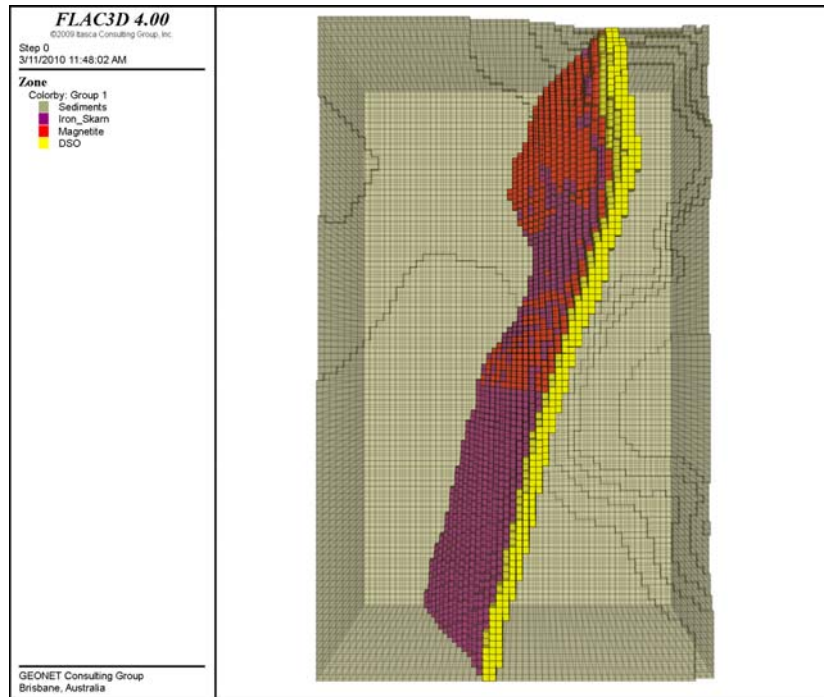 FLAC3D 4.00
©2009 Itasca Consulting Group, Inc.
Step 0
3/11/2010 11:48:02 AM
Zone
Colorby: Group 1
Sediments
Iron_Skarn
Magnetite
DSO
GEONET Consulting Group
Brisbane, Australia